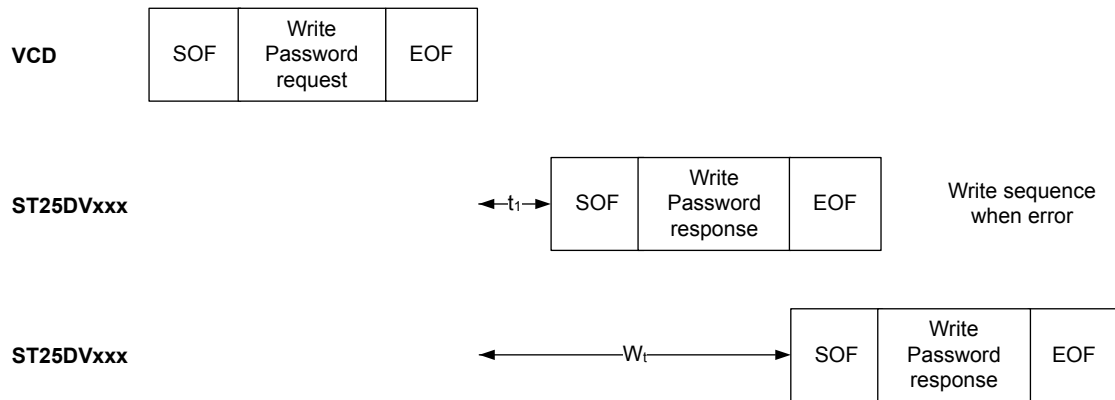 VCD
SOF
Write
Password
request
EOF
ST25DVxxx
t₁
SOF
Write
Password
response
EOF
Write sequence
when error
ST25DVxxx
Wₜ
SOF
Write
Password
response
EOF